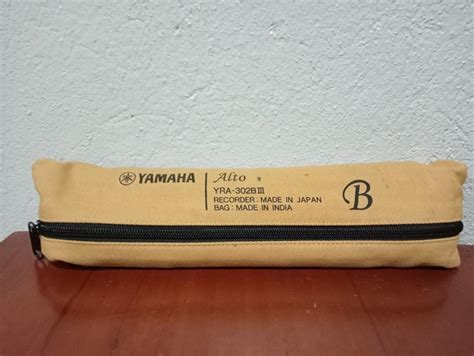 YAMAHA
Alto
YRA-302BⅢ
RECORDER: MADE IN JAPAN
BAG: MADE IN INDIA
B